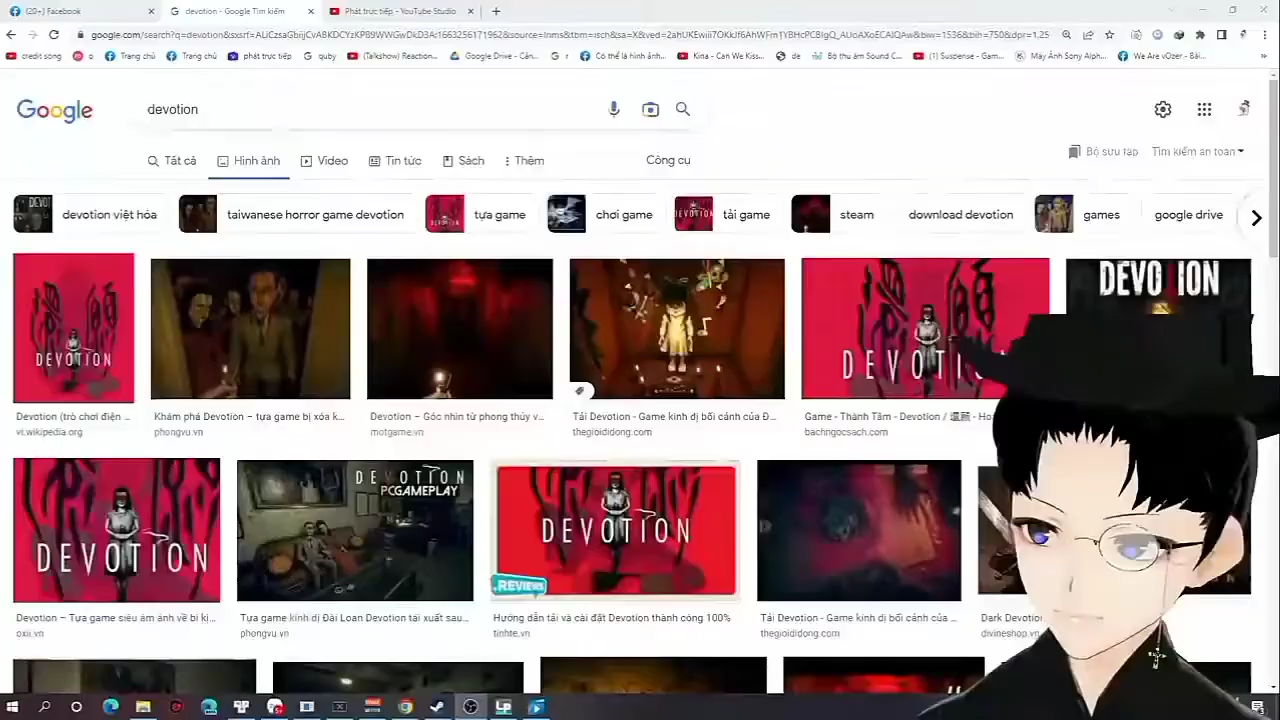 (20+) Facebook
devotion - Google Tìm kiếm
Phát trực tiếp - YouTube Studio
credit song
Trang chủ
Trang chủ
phát trực tiếp
quby
(Talkshow) Reaction...
Google Drive - Căn...
Có thể là hình ảnh...
Kina - Can We Kiss...
de
Bộ thu âm Sound C...
(1) Suspense - Gam...
Máy Ảnh Sony Alph...
We Are vOzer - Bài...
Google
devotion
Tất cả
Hình ảnh
Video
Tin tức
Sách
Thêm
Công cụ
Bộ sưu tập
Tìm kiếm an toàn
devotion việt hóa
taiwanese horror game devotion
tựa game
chơi game
tải game
steam
download devotion
games
google drive
DEVOTION
DEVOTION
Devotion (trò chơi điện ...
vi.wikipedia.org
Khám phá Devotion – tựa game bị xóa k...
phongvu.vn
Devotion – Góc nhìn từ phong thủy v...
motgame.vn
Tải Devotion - Game kinh dị bối cảnh của Đ...
thegioididong.com
Game - Thành Tâm - Devotion / 還願 - Ho
bachngocsach.com
DEVOTION
DEVOTION
PCGAMEPLAY
DEVOTION
.REVIEWS
Devotion – Tựa game siêu ám ảnh về bi kị...
oxii.vn
Tựa game kinh dị Đài Loan Devotion tái xuất sau...
phongvu.vn
Hướng dẫn tải và cài đặt Devotion thành công 100%
tinhte.vn
Tải Devotion - Game kinh dị bối cảnh của ...
thegioididong.com
Dark Devotion
divineshop.vn